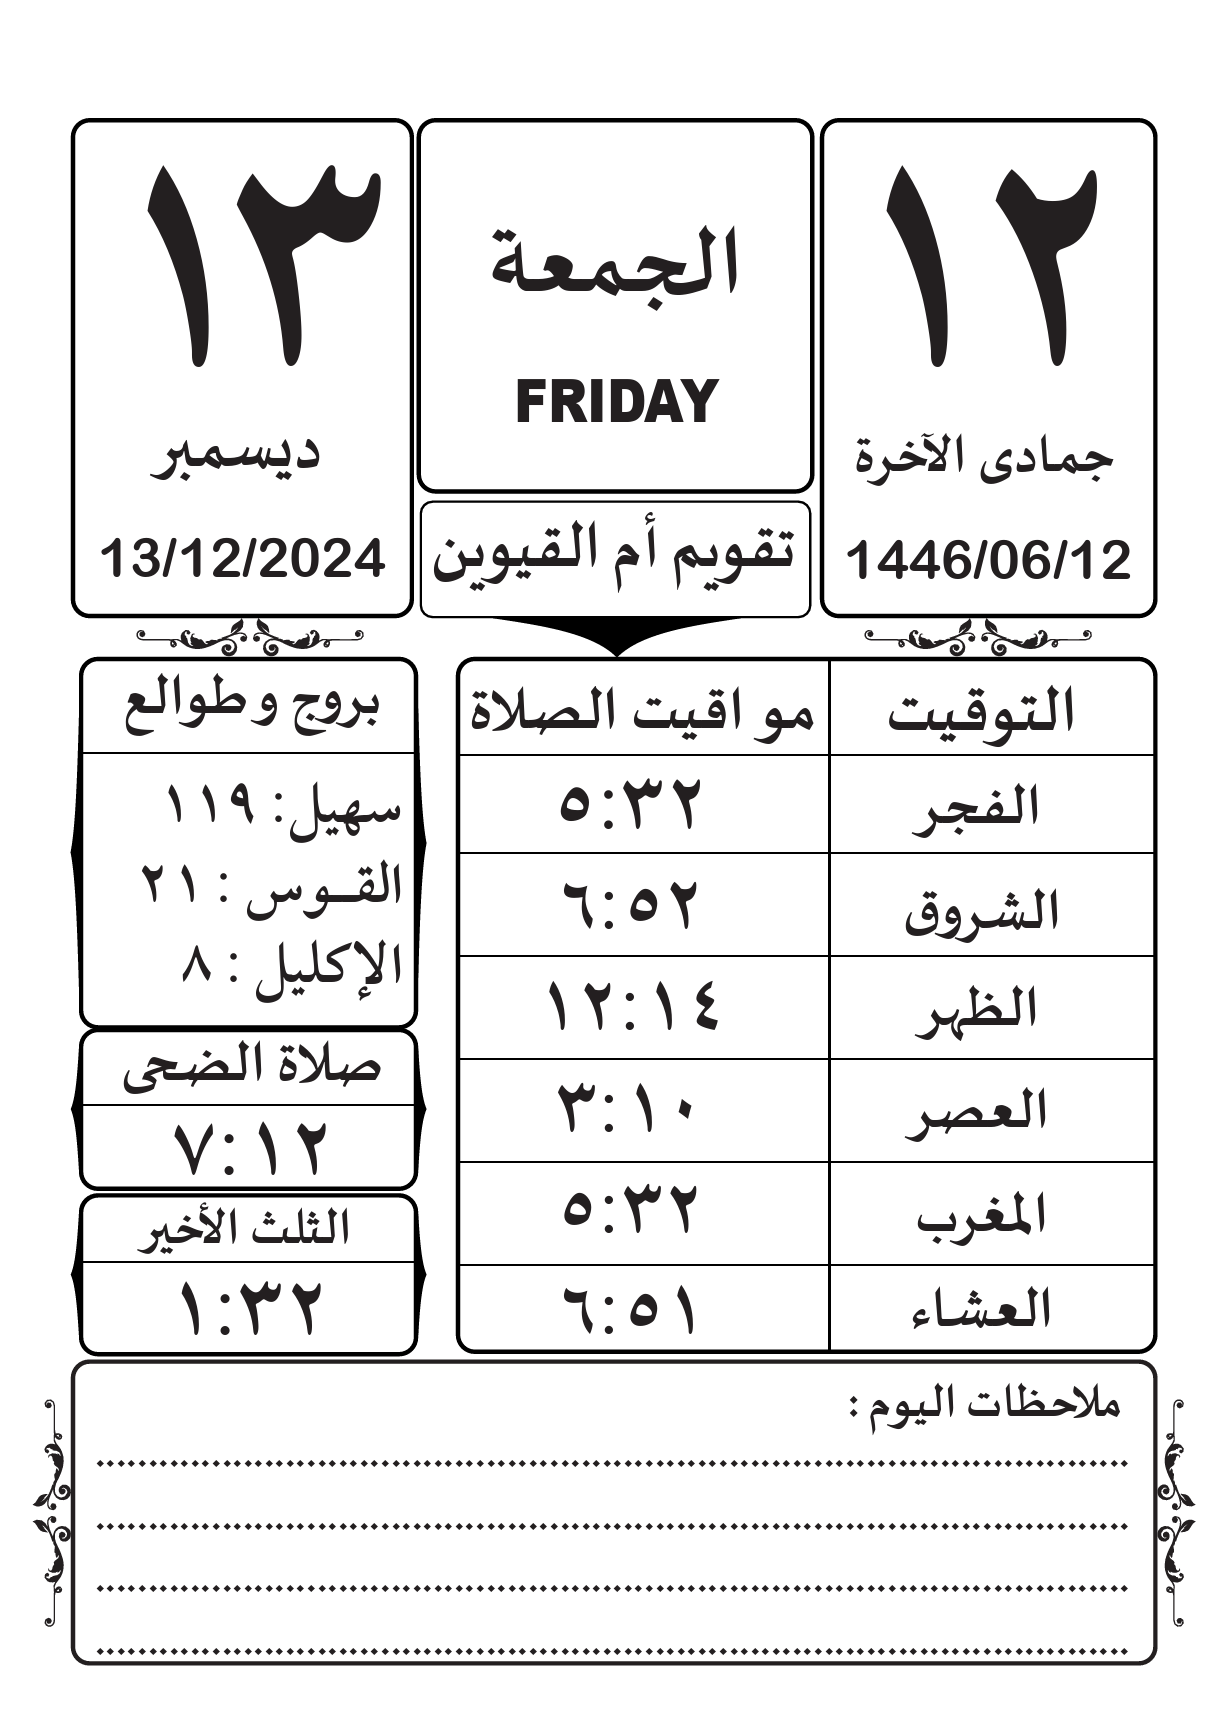 ١٢
جمادى الآخرة
1446/06/12
الجمعة
FRIDAY
تقويم أم القيوين
١٣
ديسمبر
13/12/2024
التوقيت مو اقيت الصلاة
الفجر ٥:٣٢
الشروق ٦:٥٢
الظهر ١٢:١٤
العصر ٣:١٠
المغرب ٥:٣٢
العشاء ٦:٥١
بروج وطوالع
سهيل: ١١٩
القـوس : ٢١
الإكليل : ٨
صلاة الضحى
٧:١٢
الثلث الأخير
١:٣٢
ملاحظات اليوم :